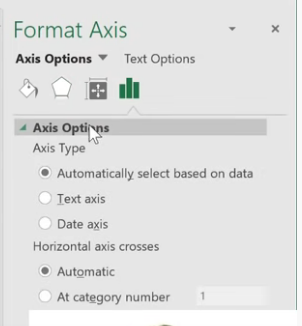 Format Axis
Axis Options Text Options
Axis Options
Axis Type
Automatically select based on data
Text axis
Date axis
Horizontal axis crosses
Automatic
At category number 1